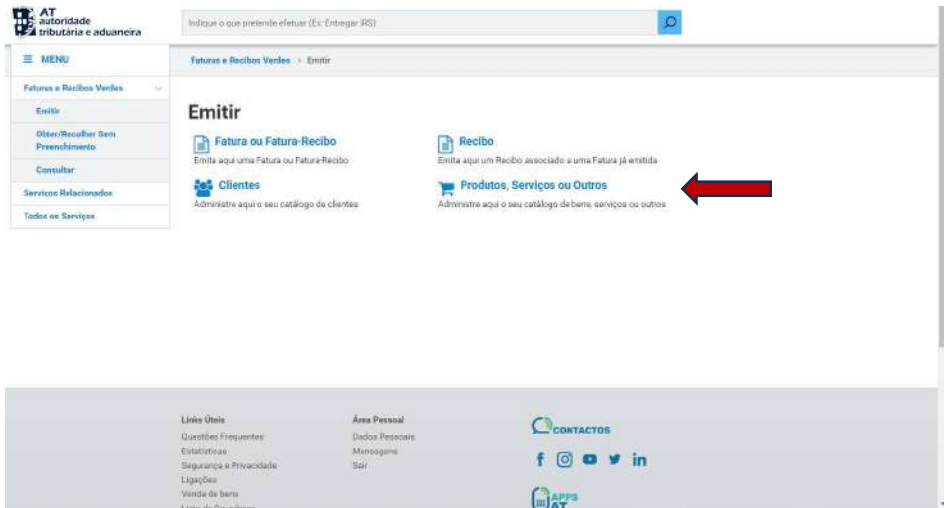 AT
autoridade
tributária e aduaneira
Indique o que pretende efetuar (Ex: Entregar IRS)
MENU
Faturas e Recibos Verdes > Emitir
Faturas e Recibos Verdes
Emitir
Obter/Recolher Sem
Preenchimento
Consultar
Serviços Relacionados
Todos os Serviços
Emitir
Fatura ou Fatura-Recibo
Emita aqui uma Fatura ou Fatura-Recibo
Recibo
Emita aqui um Recibo associado a uma Fatura já emitida
Clientes
Administre aqui o seu catálogo de clientes
Produtos, Serviços ou Outros
Administre aqui o seu catálogo de bens, serviços ou outros
Links Úteis
Questões Frequentes
Estatísticas
Segurança e Privacidade
Ligações
Venda de bens
Área Pessoal
Dados Pessoais
Mensagens
Sair
CONTACTOS
APPS
AT